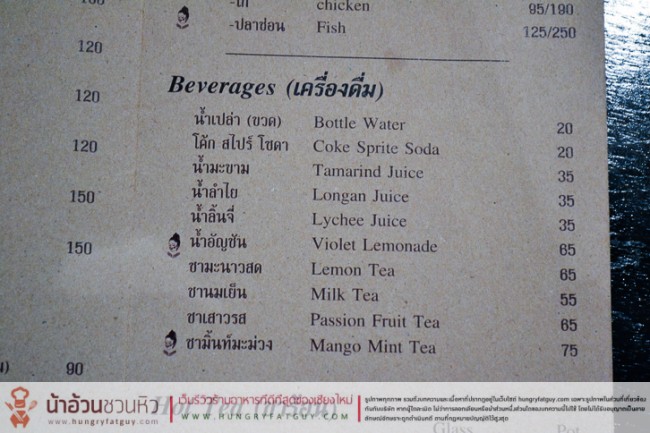 chicken 95/190
-ปลาช่อน Fish 125/250
120
120
120
150
150
90
Beverages (เครื่องดื่ม)
น้ำเปล่า (ขวด) Bottle Water 20
โค้ก สไปร์ โซดา Coke Sprite Soda 20
น้ำมะขาม Tamarind Juice 35
น้ำลำไย Longan Juice 35
น้ำลิ้นจี่ Lychee Juice 35
น้ำอัญชัน Violet Lemonade 65
ชามะนาวสด Lemon Tea 65
ชานมเย็น Milk Tea 55
ชาเสาวรส Passion Fruit Tea 65
ชามิ้นท์มะม่วง Mango Mint Tea 75
Hot Tea (ชาร้อน)
Glass Pot
น้าอ้วนชวนหิว
www.hungryfatguy.com
เว็บรีวิวร้านอาหารที่ดีที่สุดของเชียงใหม่
WWW.HUNGRYFATGUY.COM